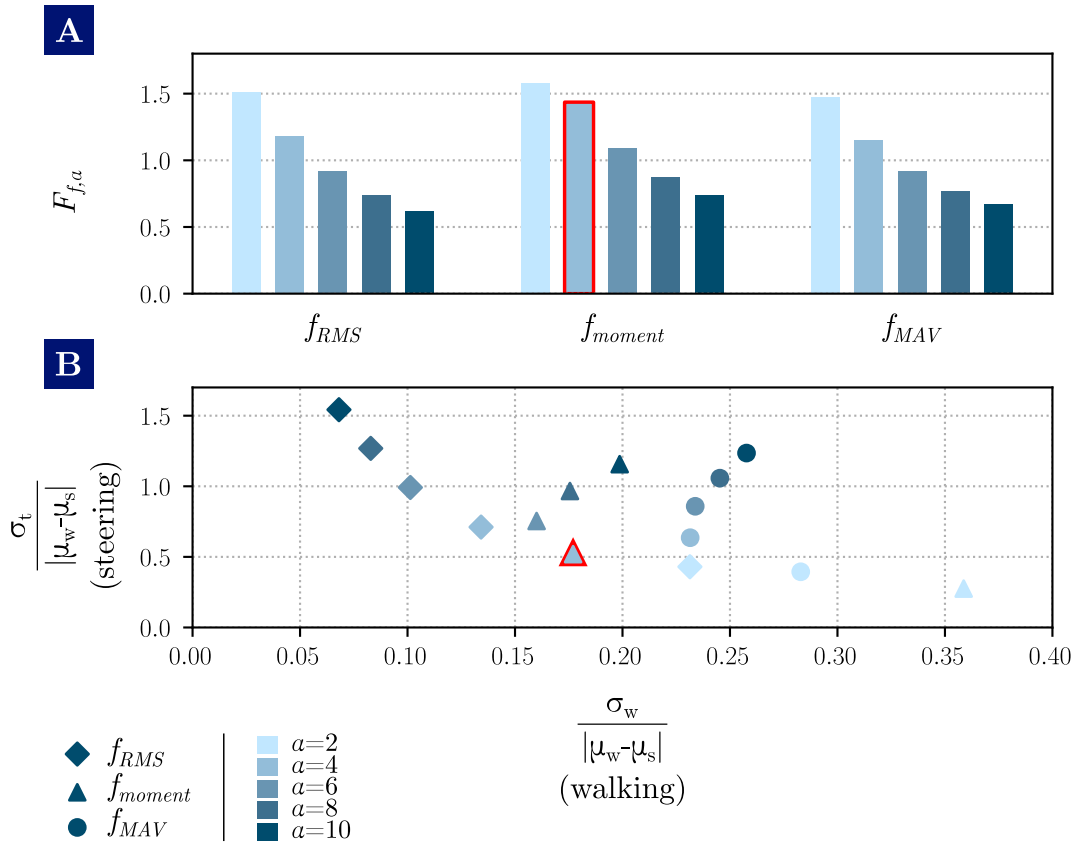 A
1.5
1.0
0.5
0.0
F_{f,a}
f_{RMS} f_{moment} f_{MAV}
B
1.5
1.0
0.5
0.0
σ_t
|μ_w-μ_s|
(steering)
0.00 0.05 0.10 0.15 0.20 0.25 0.30 0.35 0.40
σ_w
|μ_w-μ_s|
(walking)
f_{RMS}
f_{moment}
f_{MAV}
a=2
a=4
a=6
a=8
a=10